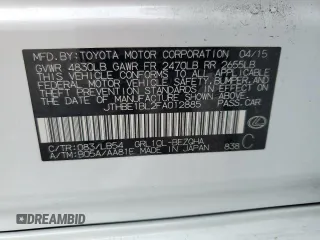 MFD.BY: TOYOTA MOTOR CORPORATION 04/15
GVWR 4830LB GAWR FR 2470LB RR 2655LB
THIS VEHICLE CONFORMS TO ALL APPLICABLE
FEDERAL MOTOR VEHICLE SAFETY, BUMPER, AND
THEFT PREVENTION STANDARDS IN EFFECT ON
THE DATE OF MANUFACTURE SHOWN ABOVE.
JTHBE1BL2FA012885 PASS. CAR
C/TR: 083/LB54 GRL10L-BEZQHA
A/TM: B05A/AA81E MADE IN JAPAN 838 C